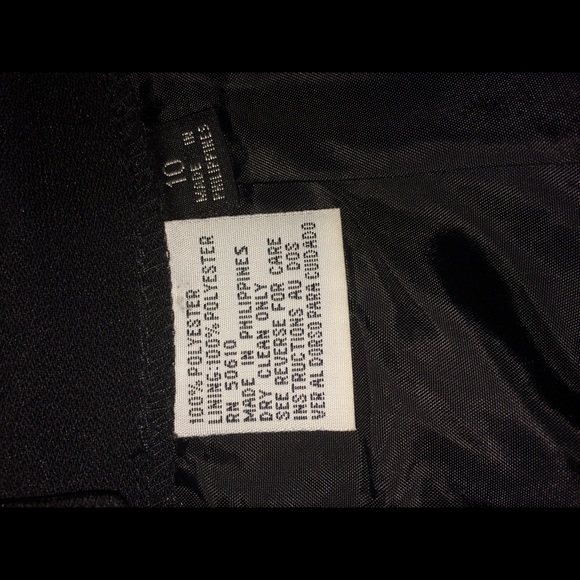 10
MADE IN
PHILIPPINES
100% POLYESTER
LINING:100% POLYESTER
RN 50610
MADE IN PHILIPPINES
DRY CLEAN ONLY
SEE REVERSE FOR CARE
INSTRUCTIONS AU DOS
VER AL DORSO PARA CUIDADO